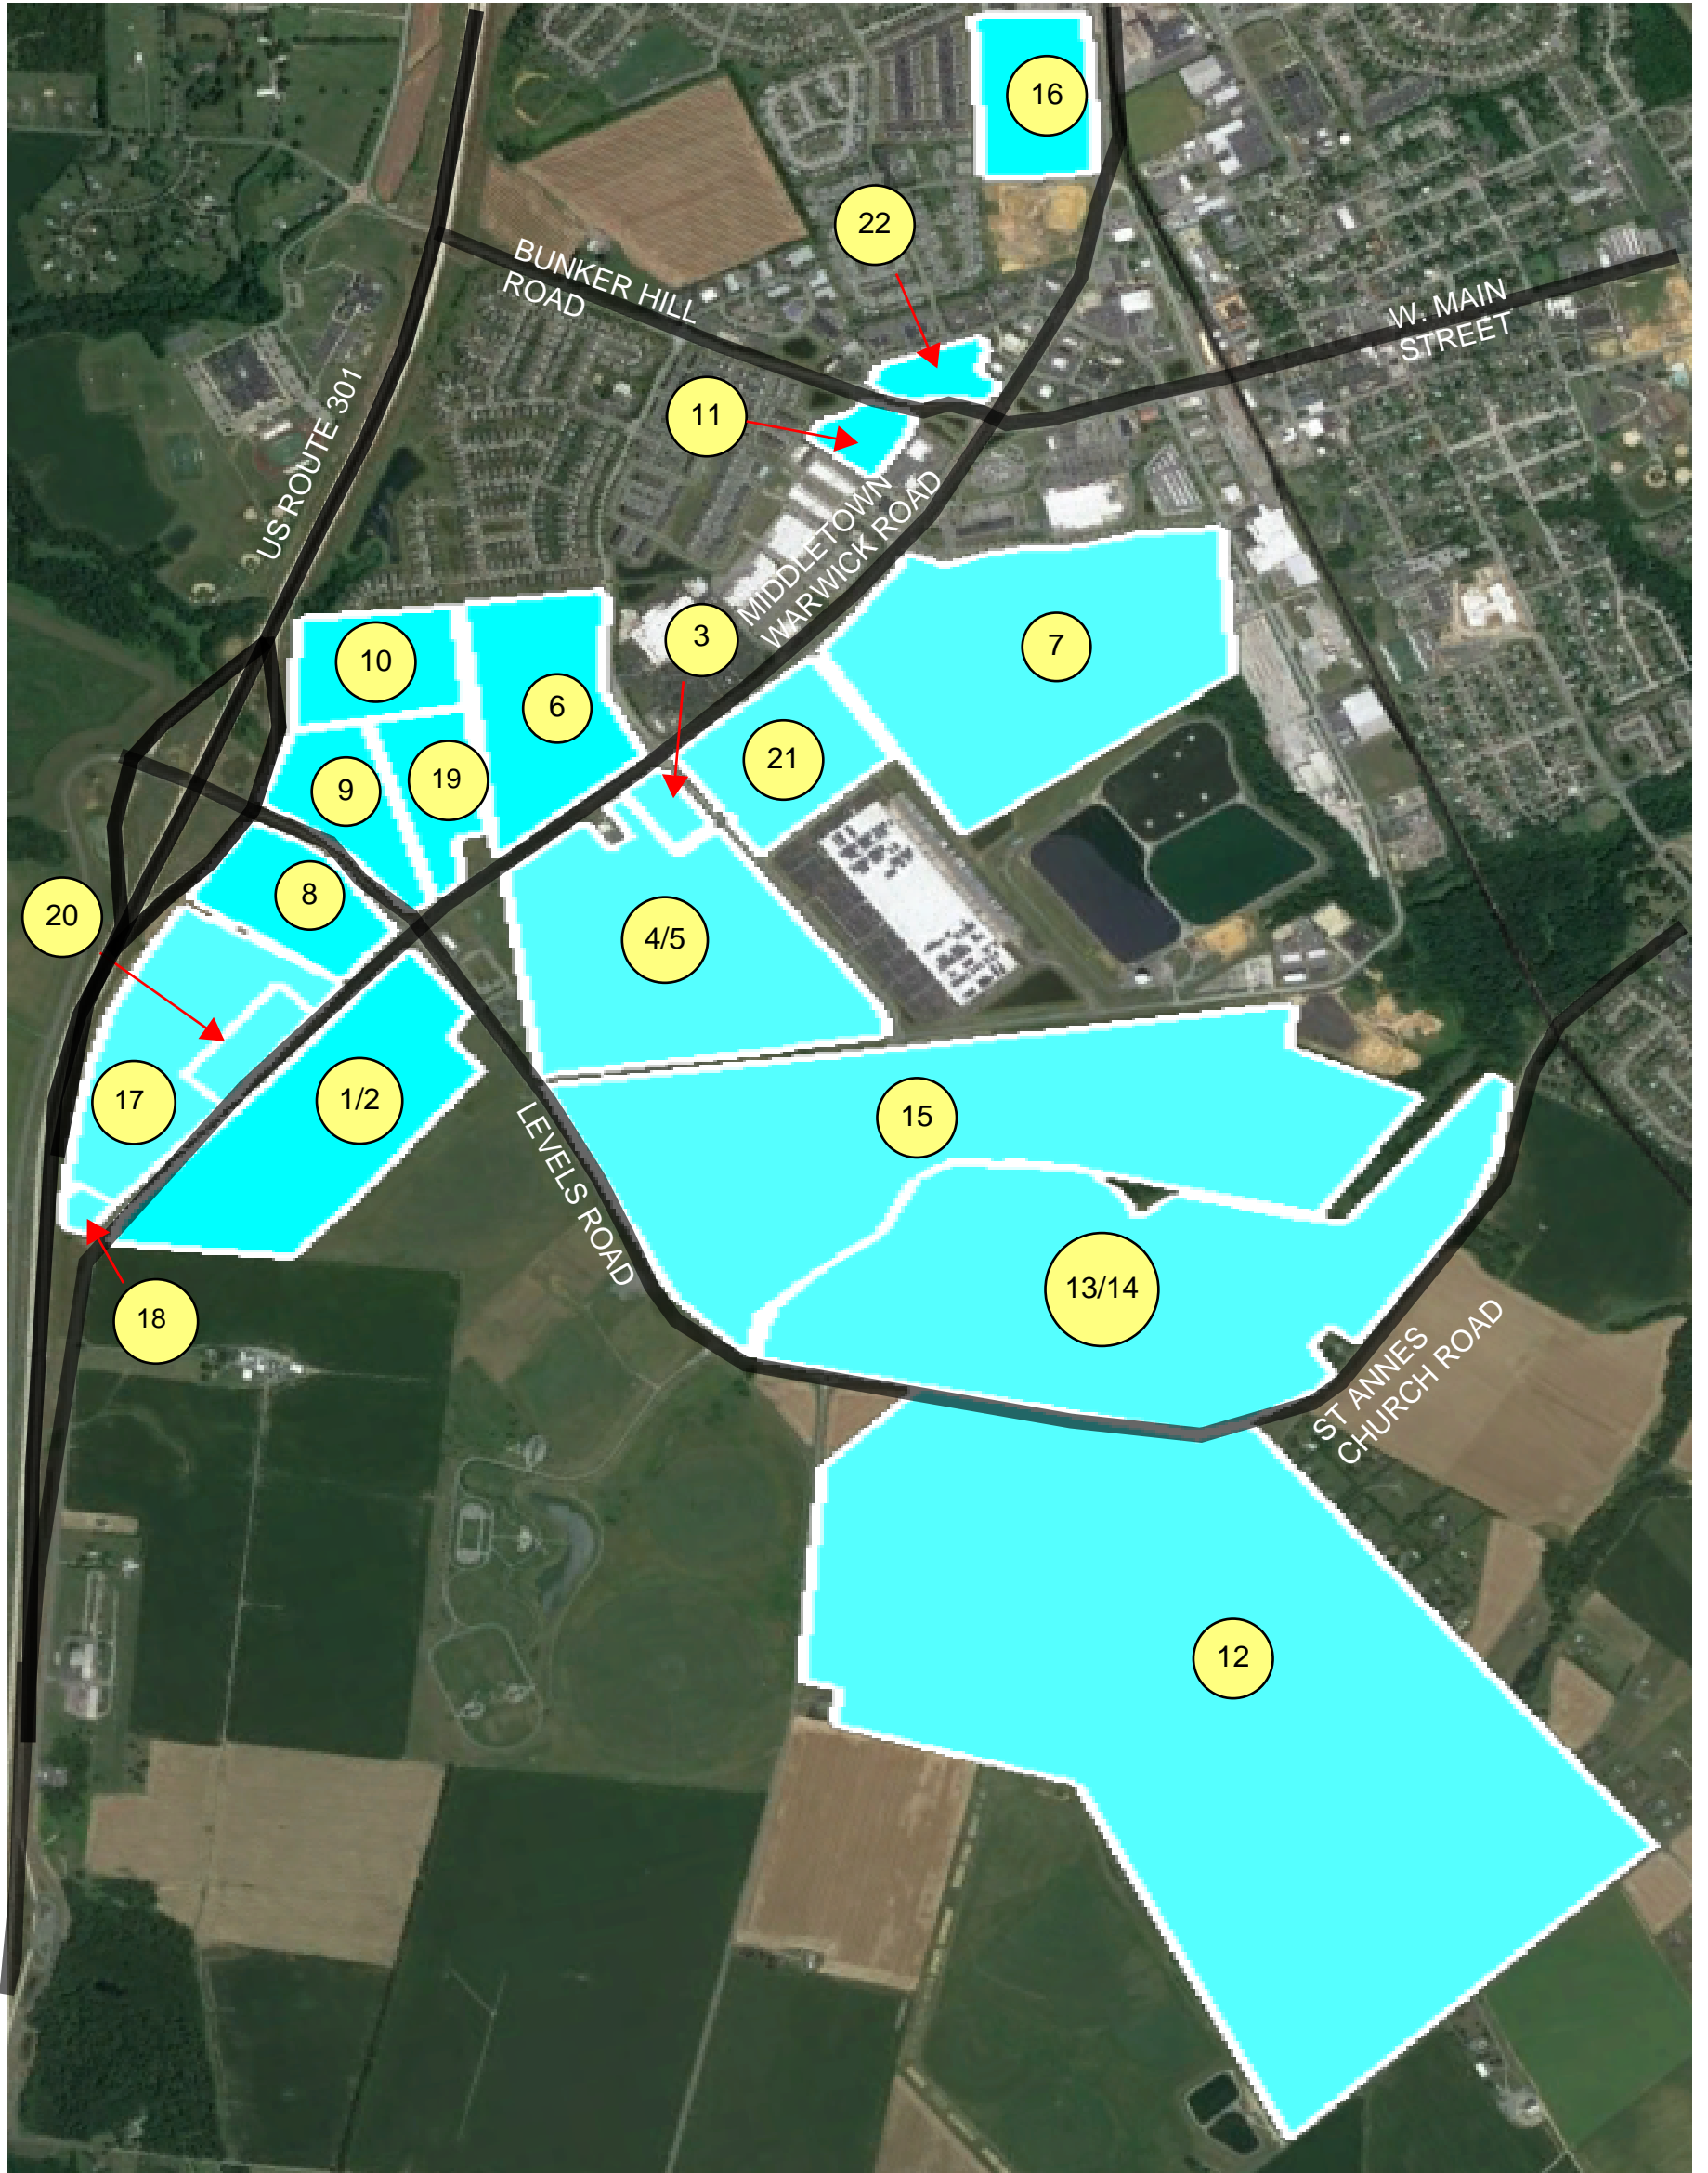 16
22
BUNKER HILL
ROAD
W. MAIN
STREET
US ROUTE 301
11
MIDDLETOWN
WARWICK ROAD
3
7
10
6
21
9
19
8
20
4/5
17
1/2
15
LEVELS ROAD
13/14
18
ST ANNES
CHURCH ROAD
12